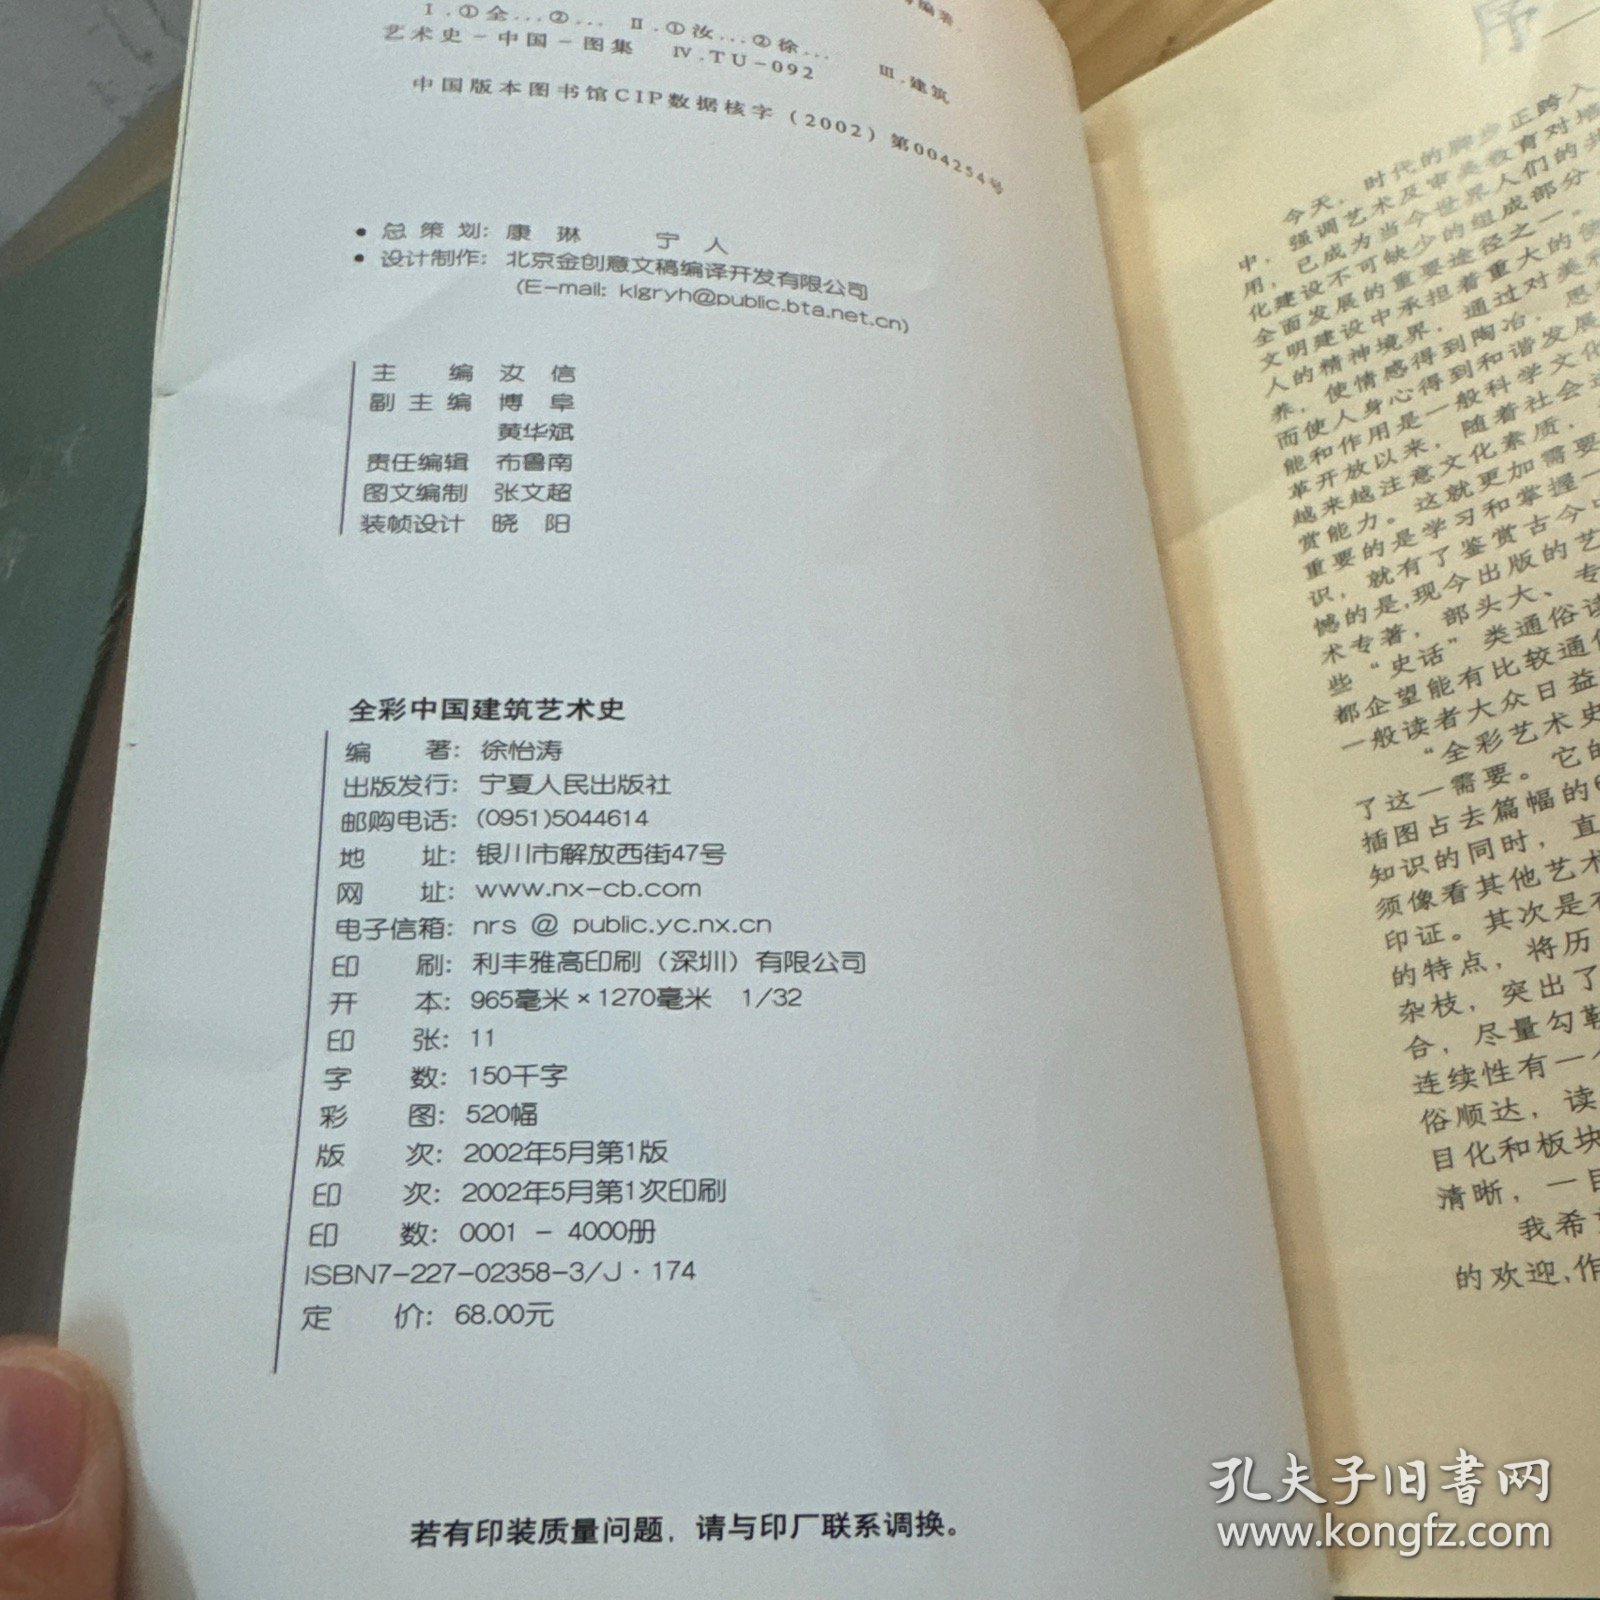 编著.
Ⅰ.①全…②… Ⅱ.①汝…②徐… Ⅲ.建筑
艺术史－中国－图集 Ⅳ.TU－092
中国版本图书馆CIP数据核字（2002）第004254号
• 总 策 划： 康 琳 宁 人
• 设计制作： 北京金创意文稿编译开发有限公司
(E-mail: klgryh@public.bta.net.cn)
主 编 汝 信
副 主 编 博 阜
黄华斌
责任编辑 布鲁南
图文编制 张文超
装帧设计 晓 阳
全彩中国建筑艺术史
编 著： 徐怡涛
出版发行： 宁夏人民出版社
邮购电话： (0951)5044614
地 址： 银川市解放西街47号
网 址： www.nx-cb.com
电子信箱： nrs @ public.yc.nx.cn
印 刷： 利丰雅高印刷（深圳）有限公司
开 本： 965毫米×1270毫米 1/32
印 张： 11
字 数： 150千字
彩 图： 520幅
版 次： 2002年5月第1版
印 次： 2002年5月第1次印刷
印 数： 0001 － 4000册
ISBN7-227-02358-3/J·174
定 价： 68.00元
若有印装质量问题，请与印厂联系调换。
序
今天，时代的脚步正跨入
中，强调艺术及审美教育对培
用，已成为当今世界人们的共
化建设不可缺少的组成部分，
全面发展的重要途径之一。
文明建设中承担着重大的使
人的精神境界，通过对美术
养，使情感得到陶冶，思想
而使人身心得到和谐发展
能和作用是一般科学文化
革开放以来，随着社会进
越来越注意文化素质，
赏能力。这就更加需要
重要的是学习和掌握一
识，就有了鉴赏古今中
憾的是，现今出版的艺
术专著，部头大、专
些“史话”类通俗读
都企望能有比较通俗
一般读者大众日益
“全彩艺术史
了这一需要。它的
插图占去篇幅的6
知识的同时，直
须像看其他艺术
印证。其次是在
的特点，将历
杂枝，突出了
合，尽量勾勒
连续性有一个
俗顺达，读
目化和板块
清晰，一目
我希望
的欢迎，作
孔夫子旧书网
www.kongfz.com